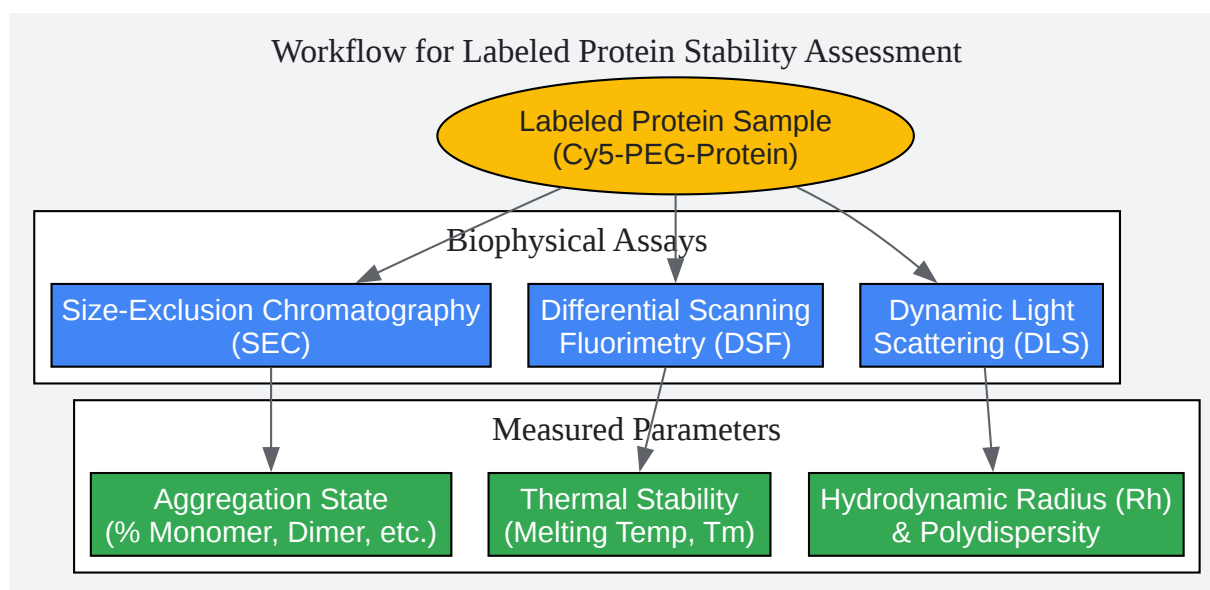 Workflow for Labeled Protein Stability Assessment
Labeled Protein Sample
(Cy5-PEG-Protein)
Biophysical Assays
Size-Exclusion Chromatography
(SEC)
Differential Scanning
Fluorimetry (DSF)
Dynamic Light
Scattering (DLS)
Measured Parameters
Aggregation State
(% Monomer, Dimer, etc.)
Thermal Stability
(Melting Temp, Tm)
Hydrodynamic Radius (Rh)
& Polydispersity